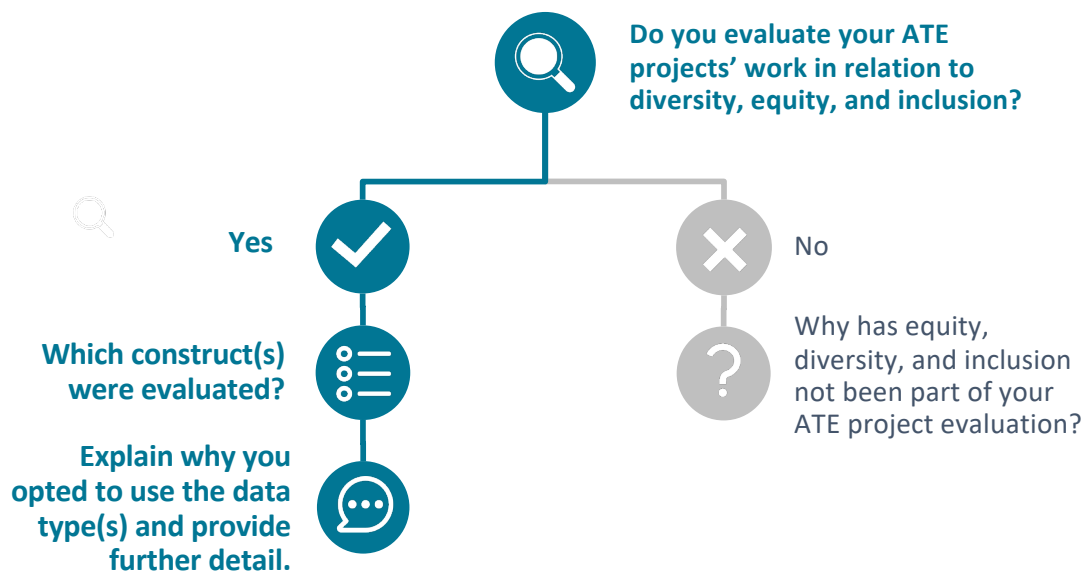 Do you evaluate your ATE
projects’ work in relation to
diversity, equity, and inclusion?
Yes
No
Which construct(s)
were evaluated?
Why has equity,
diversity, and inclusion
not been part of your
ATE project evaluation?
Explain why you
opted to use the data
type(s) and provide
further detail.